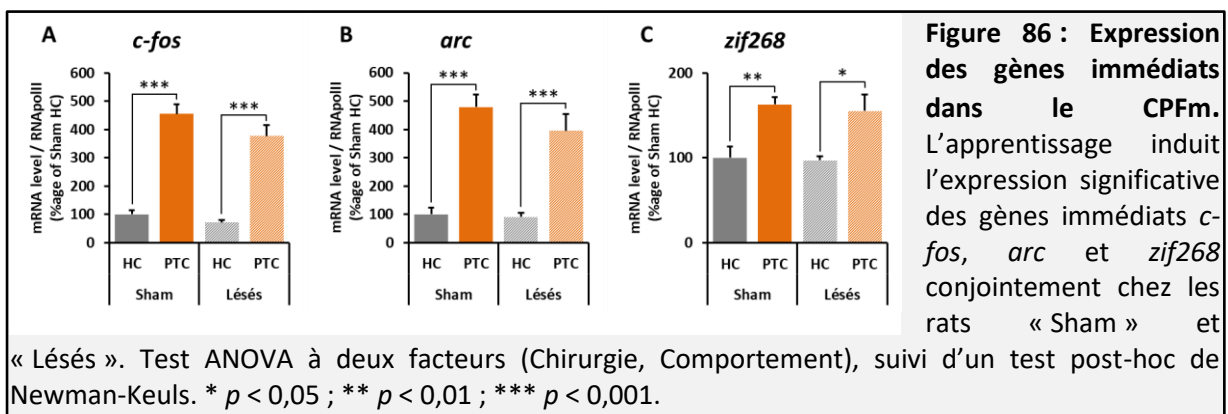 A
c-fos
mRNA level / RNApolII
(%age of Sham HC)
600
500
400
300
200
100
0
***
***
HC PTC HC PTC
Sham Lésés
B
arc
mRNA level / RNApolII
(%age of Sham HC)
600
500
400
300
200
100
0
***
***
HC PTC HC PTC
Sham Lésés
C
zif268
mRNA level / RNApolII
(%age of Sham HC)
200
100
0
**
*
HC PTC HC PTC
Sham Lésés
Figure 86 : Expression
des gènes immédiats
dans le CPFm.
L’apprentissage induit
l’expression significative
des gènes immédiats c-
fos, arc et zif268
conjointement chez les
rats « Sham » et
« Lésés ». Test ANOVA à deux facteurs (Chirurgie, Comportement), suivi d’un test post-hoc de
Newman-Keuls. * p < 0,05 ; ** p < 0,01 ; *** p < 0,001.